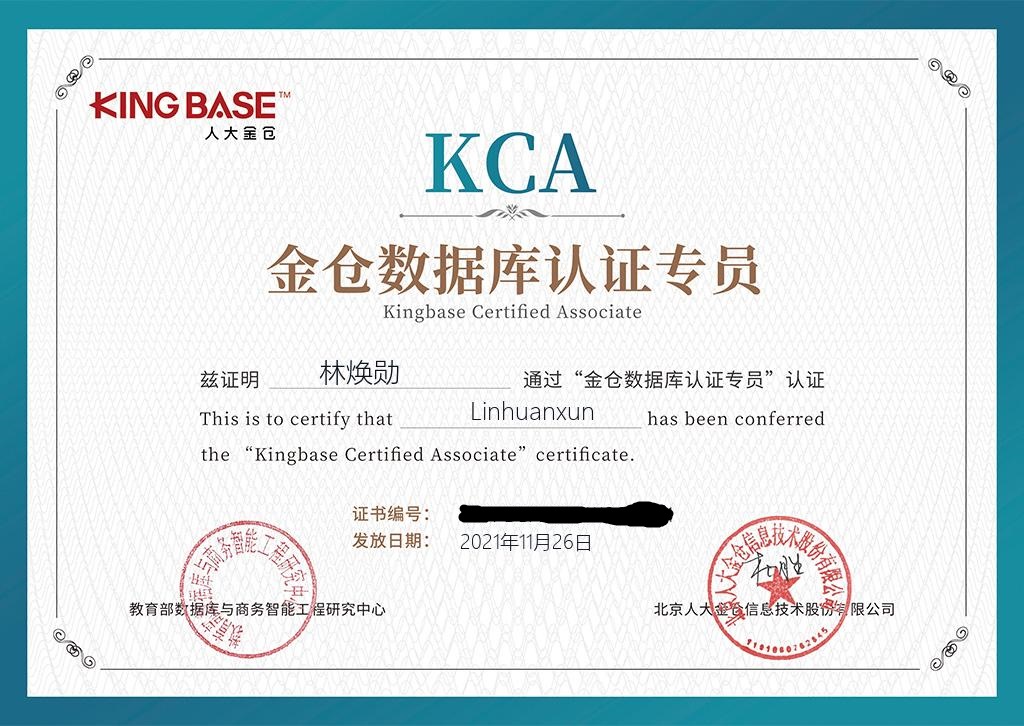 KINGBASE™
人大金仓
KCA
金仓数据库认证专员
Kingbase Certified Associate
兹证明 林焕勋 通过“金仓数据库认证专员”认证
This is to certify that Linhuanxun has been conferred
the “Kingbase Certified Associate” certificate.
证书编号：
发放日期： 2021年11月26日
教育部数据库与商务智能工程研究中心
教育部数据库与商务智能工程研究中心
北京人大金仓信息技术股份有限公司
北京人大金仓信息技术股份有限公司